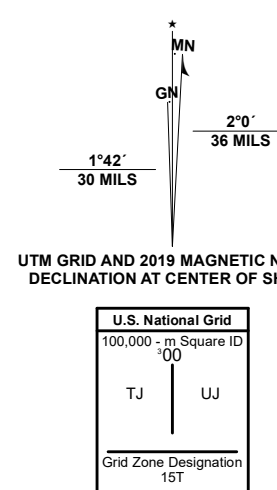 MN
GN
2°0´
36 MILS
1°42´
30 MILS
UTM GRID AND 2019 MAGNETIC N
DECLINATION AT CENTER OF SH
U.S. National Grid
100,000 - m Square ID
³00
TJ UJ
Grid Zone Designation
15T